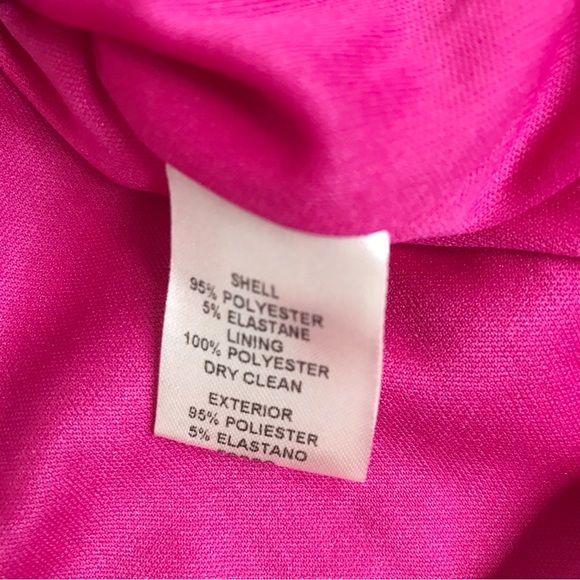 SHELL
95% POLYESTER
5% ELASTANE
LINING
100% POLYESTER
DRY CLEAN
EXTERIOR
95% POLIESTER
5% ELASTANO